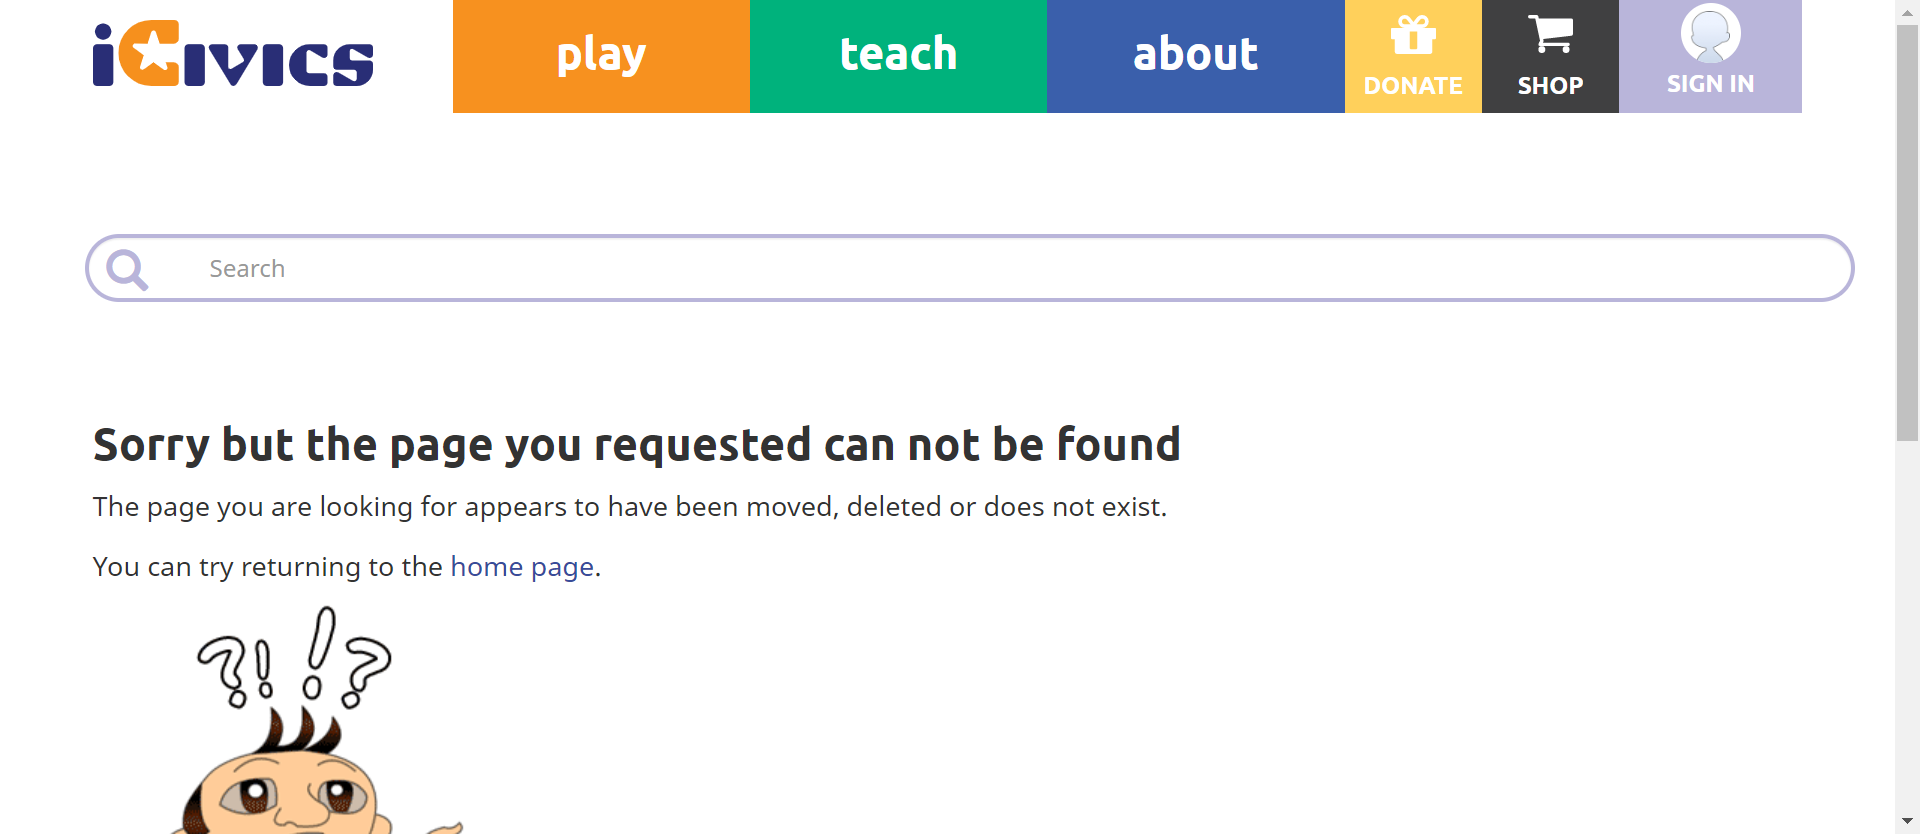 iCivics
play
teach
about
DONATE
SHOP
SIGN IN
Search
Sorry but the page you requested can not be found
The page you are looking for appears to have been moved, deleted or does not exist.
You can try returning to the home page.
?! !?